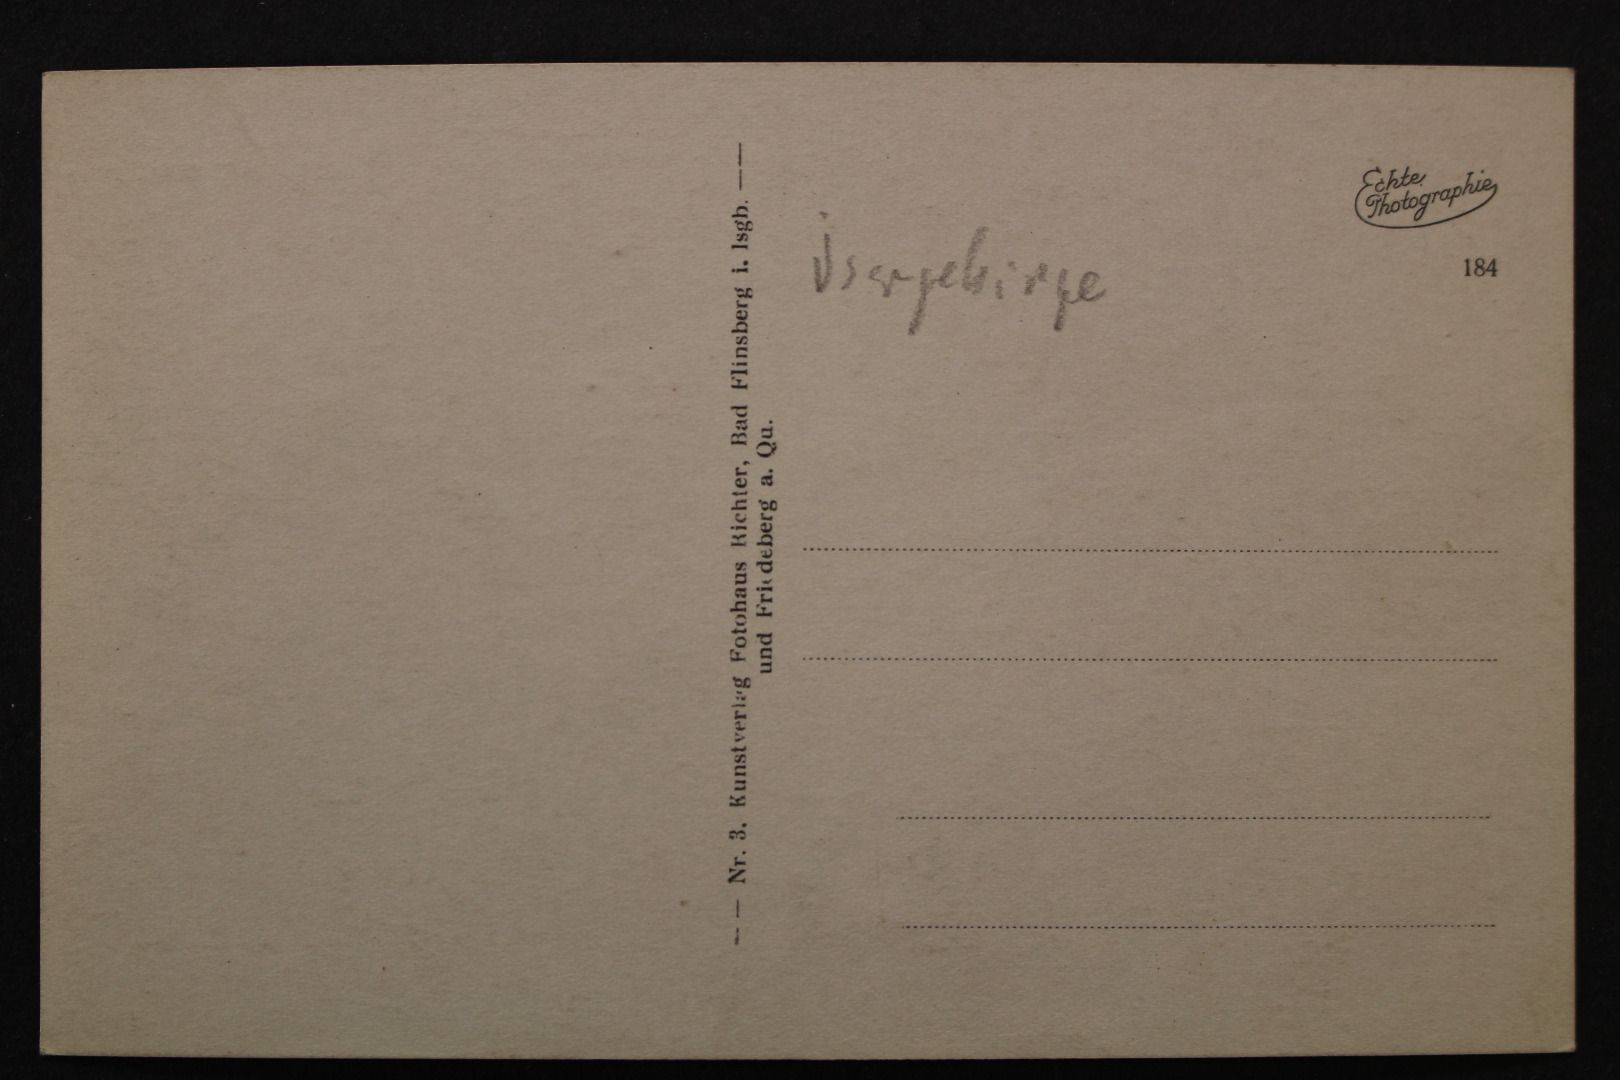 Nr. 3. Kunstverlag Fotohaus Richter, Bad Flinsberg i. Isgb.
und Friedeberg a. Qu.
Isergebirge
Echte
Photographie
184